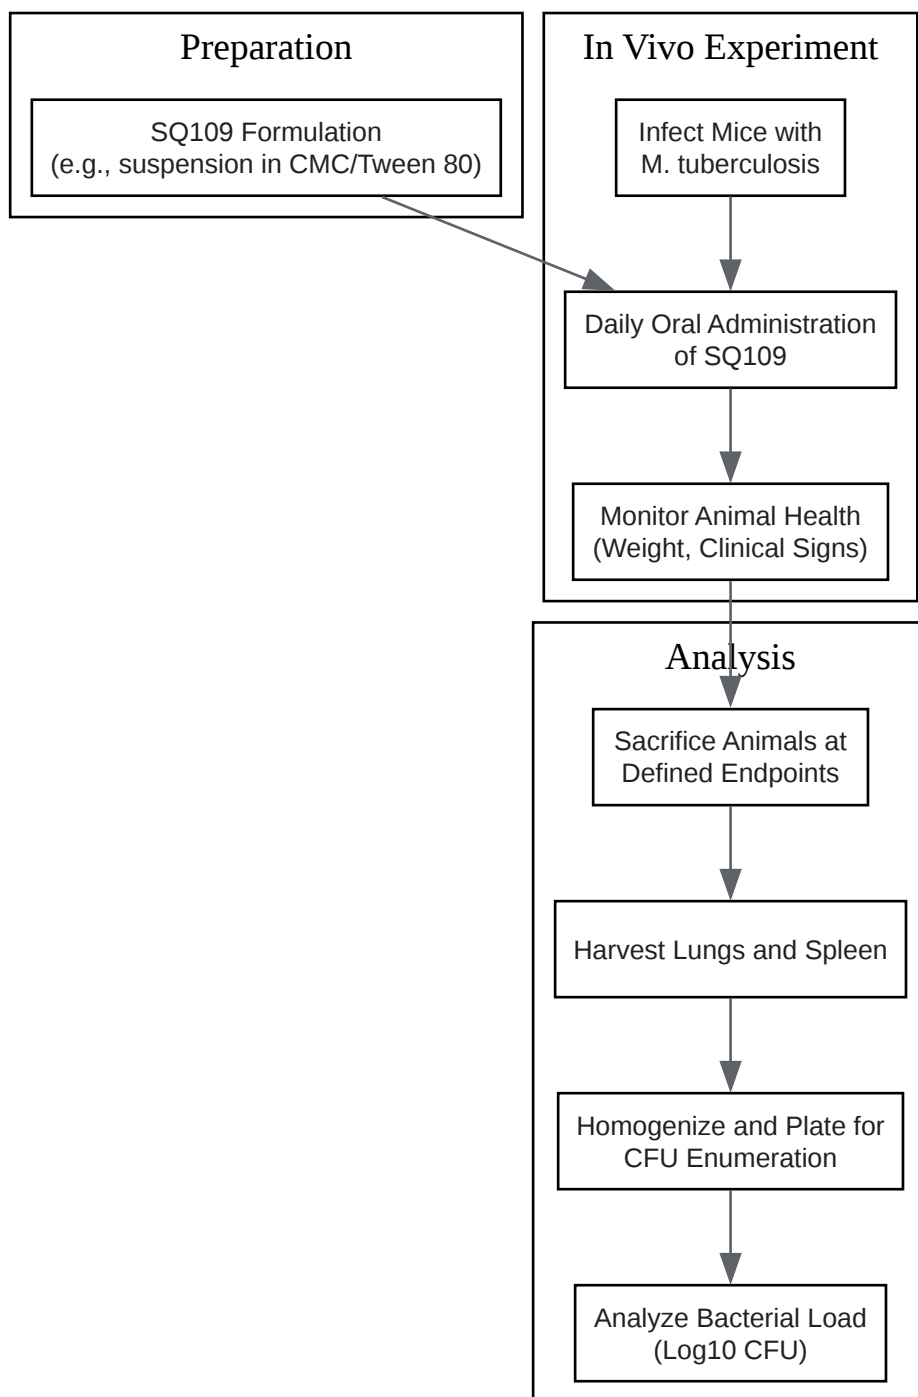 Preparation
SQ109 Formulation
(e.g., suspension in CMC/Tween 80)
In Vivo Experiment
Infect Mice with
M. tuberculosis
Daily Oral Administration
of SQ109
Monitor Animal Health
(Weight, Clinical Signs)
Analysis
Sacrifice Animals at
Defined Endpoints
Harvest Lungs and Spleen
Homogenize and Plate for
CFU Enumeration
Analyze Bacterial Load
(Log10 CFU)